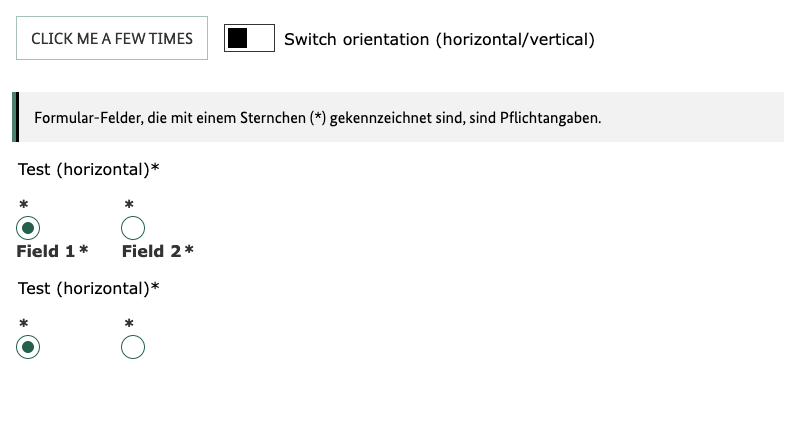 CLICK ME A FEW TIMES
Switch orientation (horizontal/vertical)
Formular-Felder, die mit einem Sternchen (*) gekennzeichnet sind, sind Pflichtangaben.
Test (horizontal)*
* *
Field 1* Field 2*
Test (horizontal)*
* *